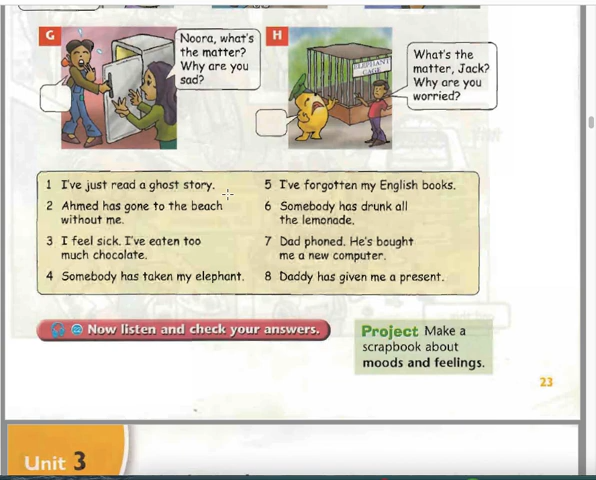 G
Noora, what's
the matter?
Why are you
sad?
H
ELEPHANT
CAGE
What's the
matter, Jack?
Why are you
worried?
1 I've just read a ghost story.
2 Ahmed has gone to the beach
without me.
3 I feel sick. I've eaten too
much chocolate.
4 Somebody has taken my elephant.
5 I've forgotten my English books.
6 Somebody has drunk all
the lemonade.
7 Dad phoned. He's bought
me a new computer.
8 Daddy has given me a present.
Now listen and check your answers.
Project Make a
scrapbook about
moods and feelings.
23
Unit 3